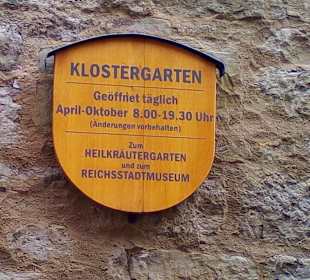 KLOSTERGARTEN
Geöffnet täglich
April-Oktober 8.00-19.30 Uhr
(Änderungen vorbehalten)
Zum
HEILKRÄUTERGARTEN
und zum
REICHSSTADTMUSEUM